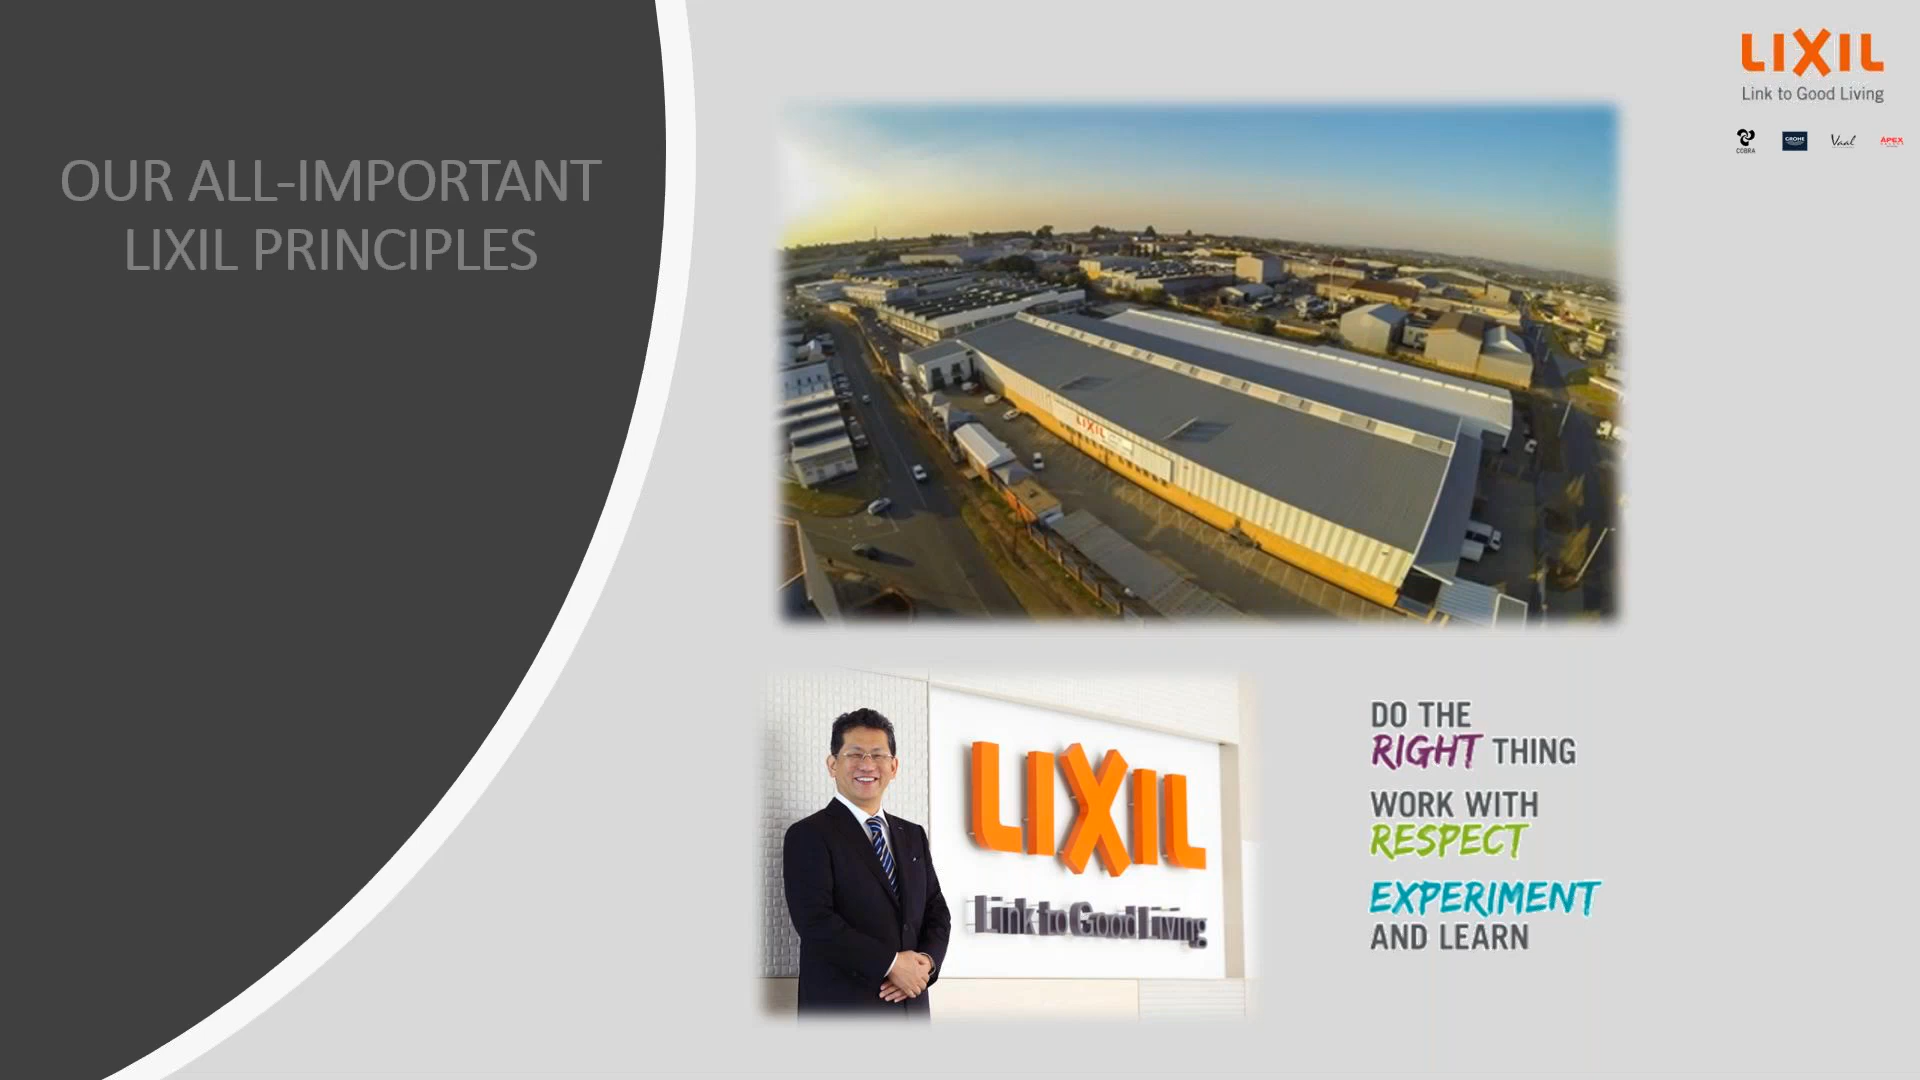 OUR ALL-IMPORTANT
LIXIL PRINCIPLES
LIXIL
Link to Good Living
COBRA
GROHE
Vaal
APEX
LIXIL
LIXIL
Link to Good Living
DO THE
RIGHT THING
WORK WITH
RESPECT
EXPERIMENT
AND LEARN